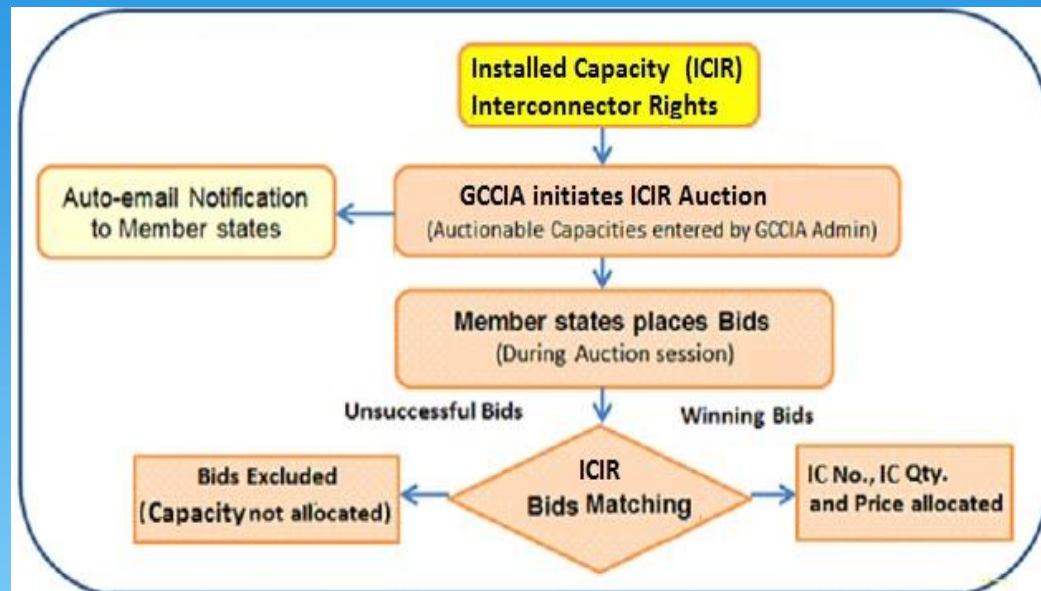 Installed Capacity (ICIR)
Interconnector Rights
Auto-email Notification
to Member states
GCCIA initiates ICIR Auction
(Auctionable Capacities entered by GCCIA Admin)
Member states places Bids
(During Auction session)
Unsuccessful Bids
Winning Bids
Bids Excluded
(Capacity not allocated)
ICIR
Bids Matching
IC No., IC Qty.
and Price allocated